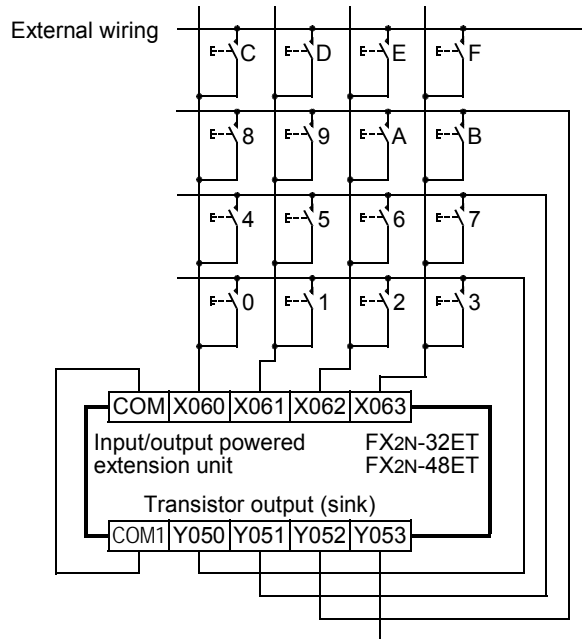 External wiring
C D E F
8 9 A B
4 5 6 7
0 1 2 3
COM X060 X061 X062 X063
Input/output powered FX2N-32ET
extension unit FX2N-48ET
Transistor output (sink)
COM1 Y050 Y051 Y052 Y053